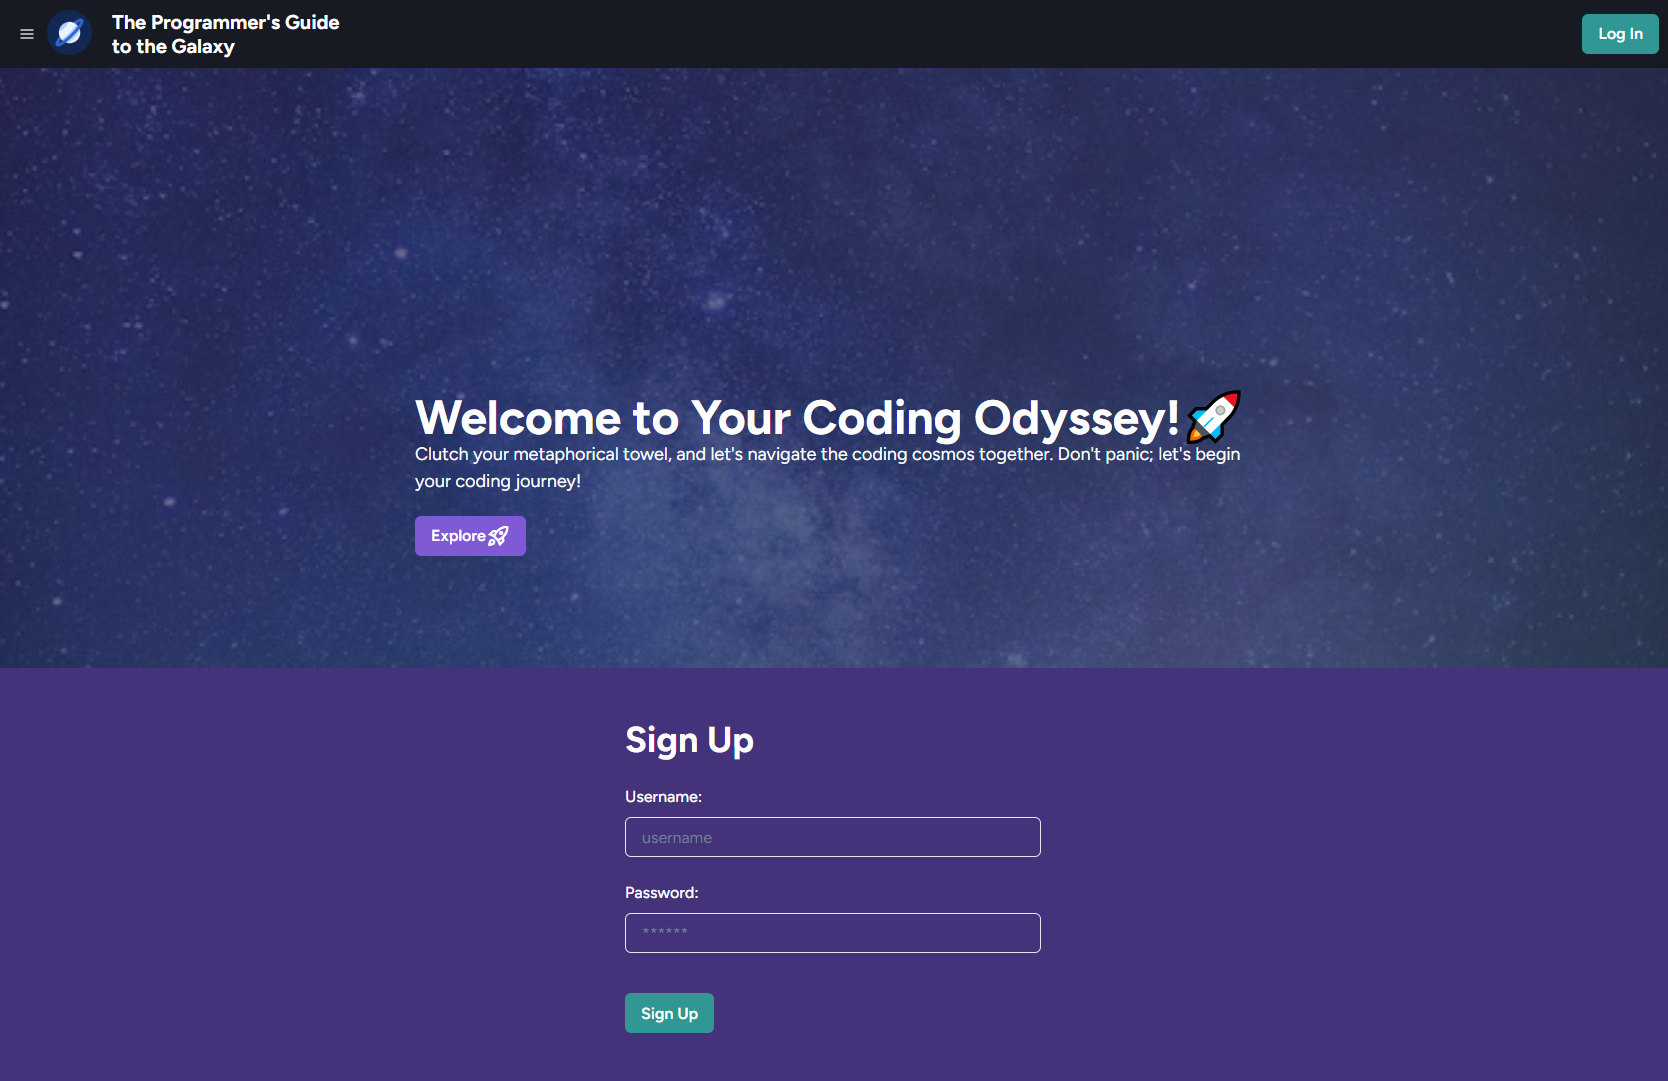 The Programmer's Guide
to the Galaxy
Log In
Welcome to Your Coding Odyssey!🚀
Clutch your metaphorical towel, and let's navigate the coding cosmos together. Don't panic; let's begin
your coding journey!
Explore
Sign Up
Username:
username
Password:
******
Sign Up